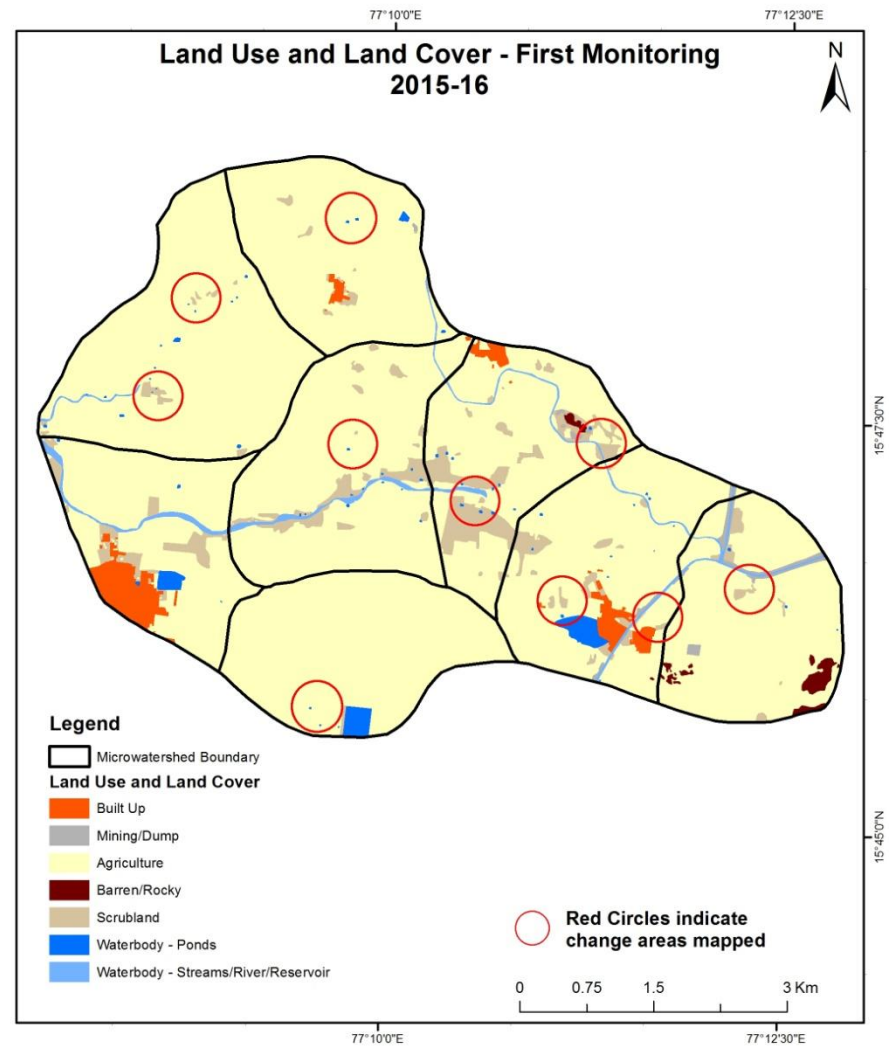 77°10'0"E
77°12'30"E
Land Use and Land Cover - First Monitoring
2015-16
N
15°47'30"N
15°45'0"N
Legend
Microwatershed Boundary
Land Use and Land Cover
Built Up
Mining/Dump
Agriculture
Barren/Rocky
Scrubland
Waterbody - Ponds
Waterbody - Streams/River/Reservoir
Red Circles indicate
change areas mapped
0 0.75 1.5 3 Km
77°10'0"E
77°12'30"E